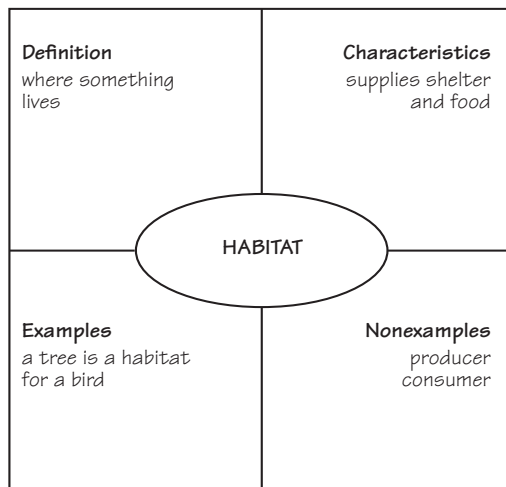 Definition
where something
lives
Characteristics
supplies shelter
and food
HABITAT
Examples
a tree is a habitat
for a bird
Nonexamples
producer
consumer